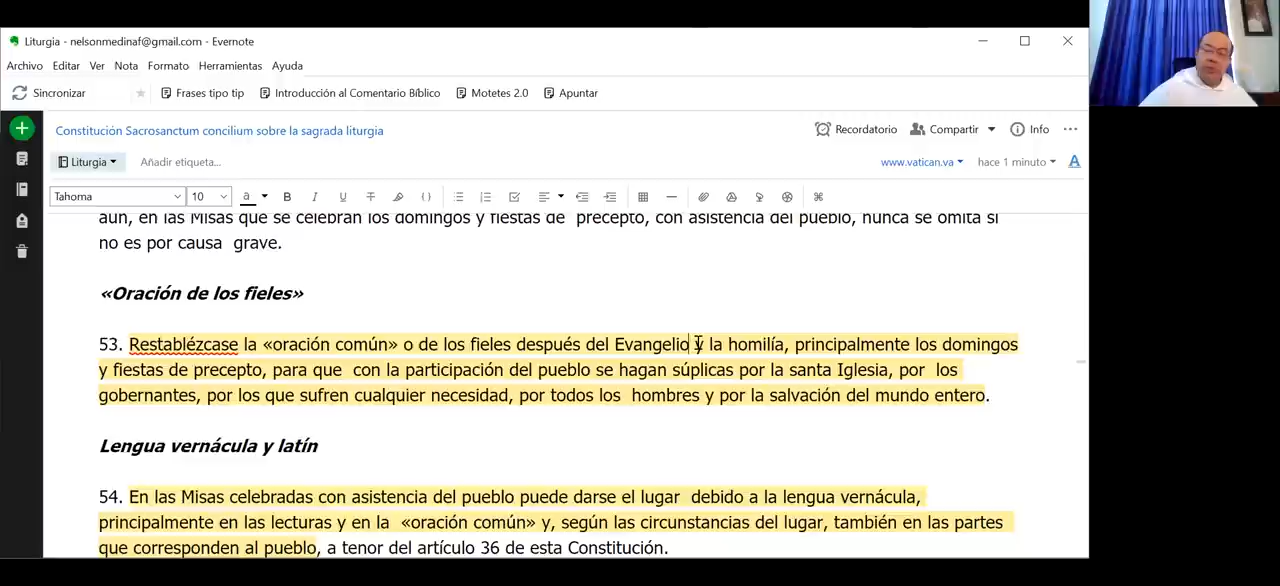 Liturgia - nelsonmedinaf@gmail.com - Evernote
Archivo Editar Ver Nota Formato Herramientas Ayuda
Sincronizar Frases tipo tip Introducción al Comentario Bíblico Motetes 2.0 Apuntar
Constitución Sacrosanctum concilium sobre la sagrada liturgia Recordatorio Compartir Info
Liturgia Añadir etiqueta... www.vatican.va hace 1 minuto A
Tahoma 10 a B I U T
aun, en las Misas que se celebran los domingos y fiestas de precepto, con asistencia del pueblo, nunca se omita si
no es por causa grave.
«Oración de los fieles»
53. Restablézcase la «oración común» o de los fieles después del Evangelio y la homilía, principalmente los domingos
y fiestas de precepto, para que con la participación del pueblo se hagan súplicas por la santa Iglesia, por los
gobernantes, por los que sufren cualquier necesidad, por todos los hombres y por la salvación del mundo entero.
Lengua vernácula y latín
54. En las Misas celebradas con asistencia del pueblo puede darse el lugar debido a la lengua vernácula,
principalmente en las lecturas y en la «oración común» y, según las circunstancias del lugar, también en las partes
que corresponden al pueblo, a tenor del artículo 36 de esta Constitución.